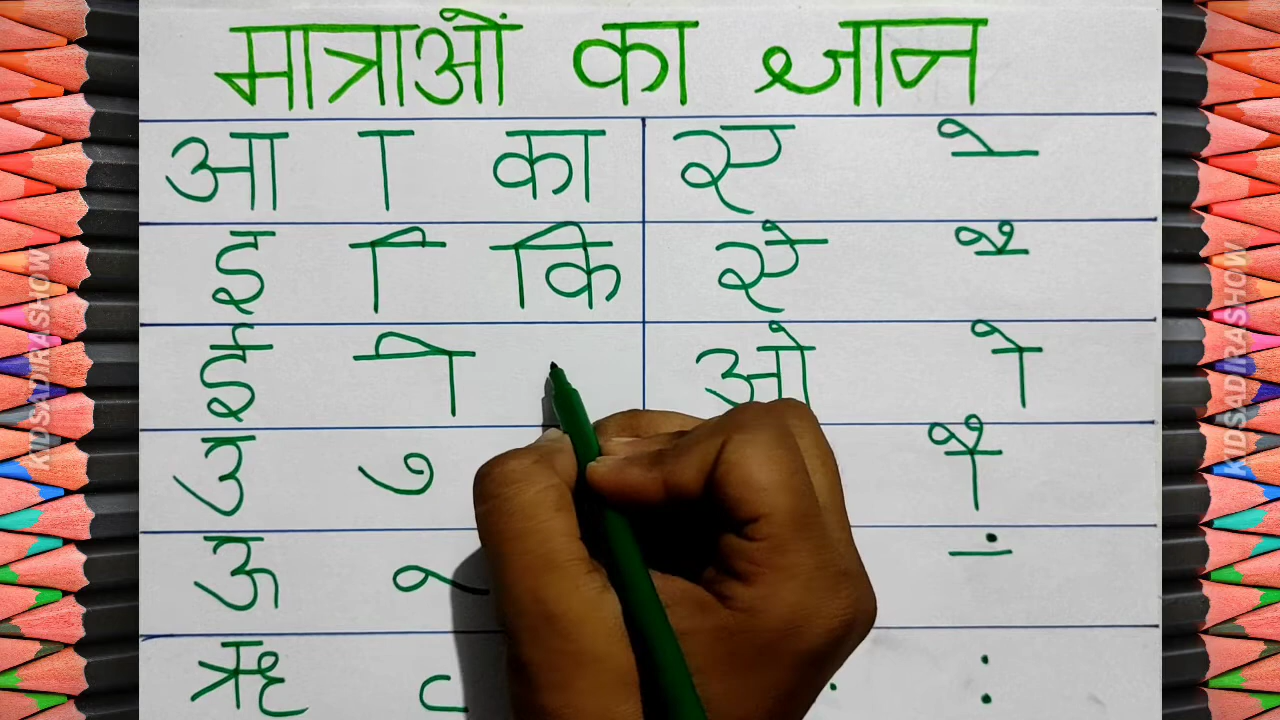 मात्राओं का ज्ञान
आ ा का ए े
इ ि कि ऐ ै
ई ी ओ ो
उ ु ौ
ऊ ू ं
ऋ ृ ः
KIDSADIRASHOW
KIDSADIRASHOW